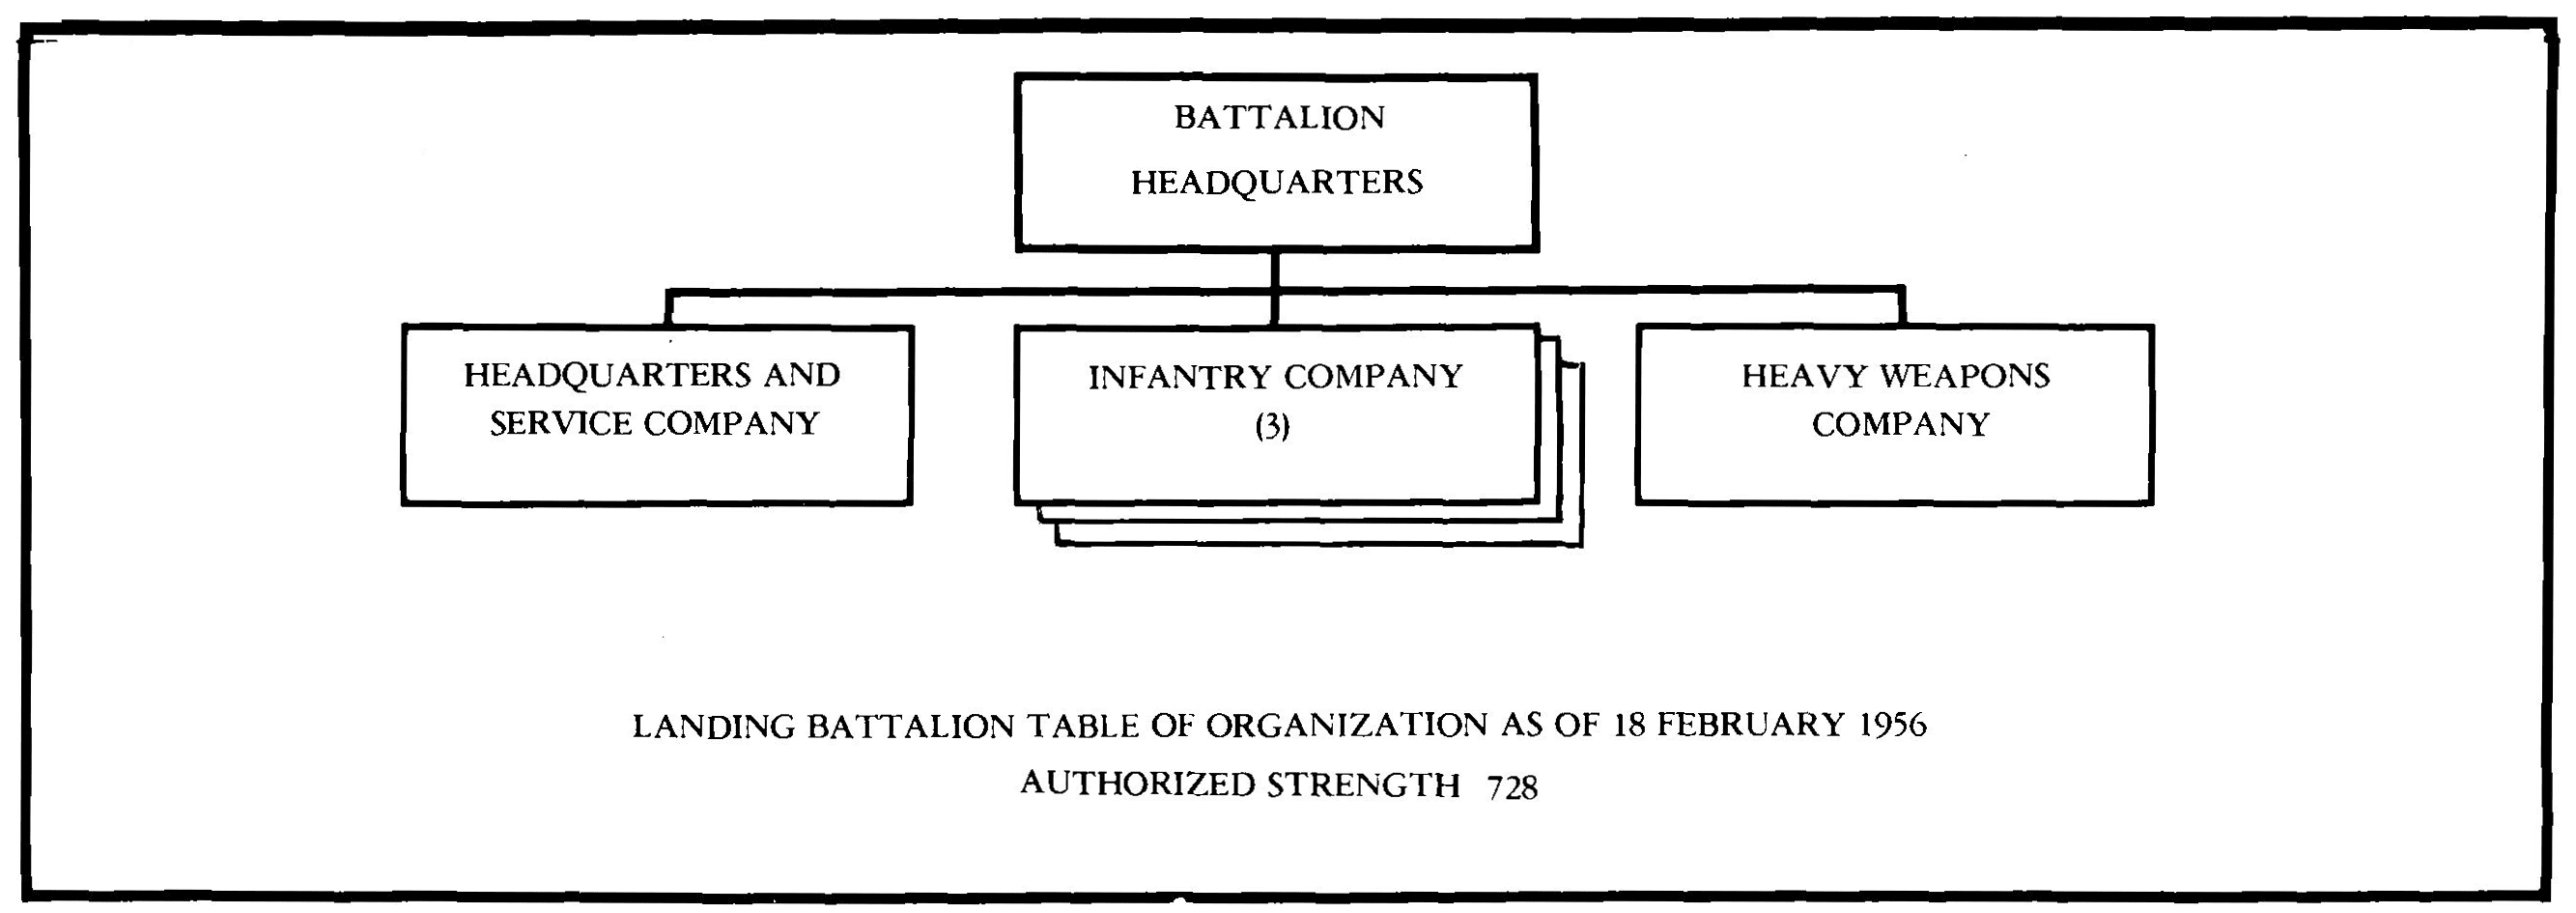 BATTALION
HEADQUARTERS
HEADQUARTERS AND
SERVICE COMPANY
INFANTRY COMPANY
(3)
HEAVY WEAPONS
COMPANY
LANDING BATTALION TABLE OF ORGANIZATION AS OF 18 FEBRUARY 1956
AUTHORIZED STRENGTH 728